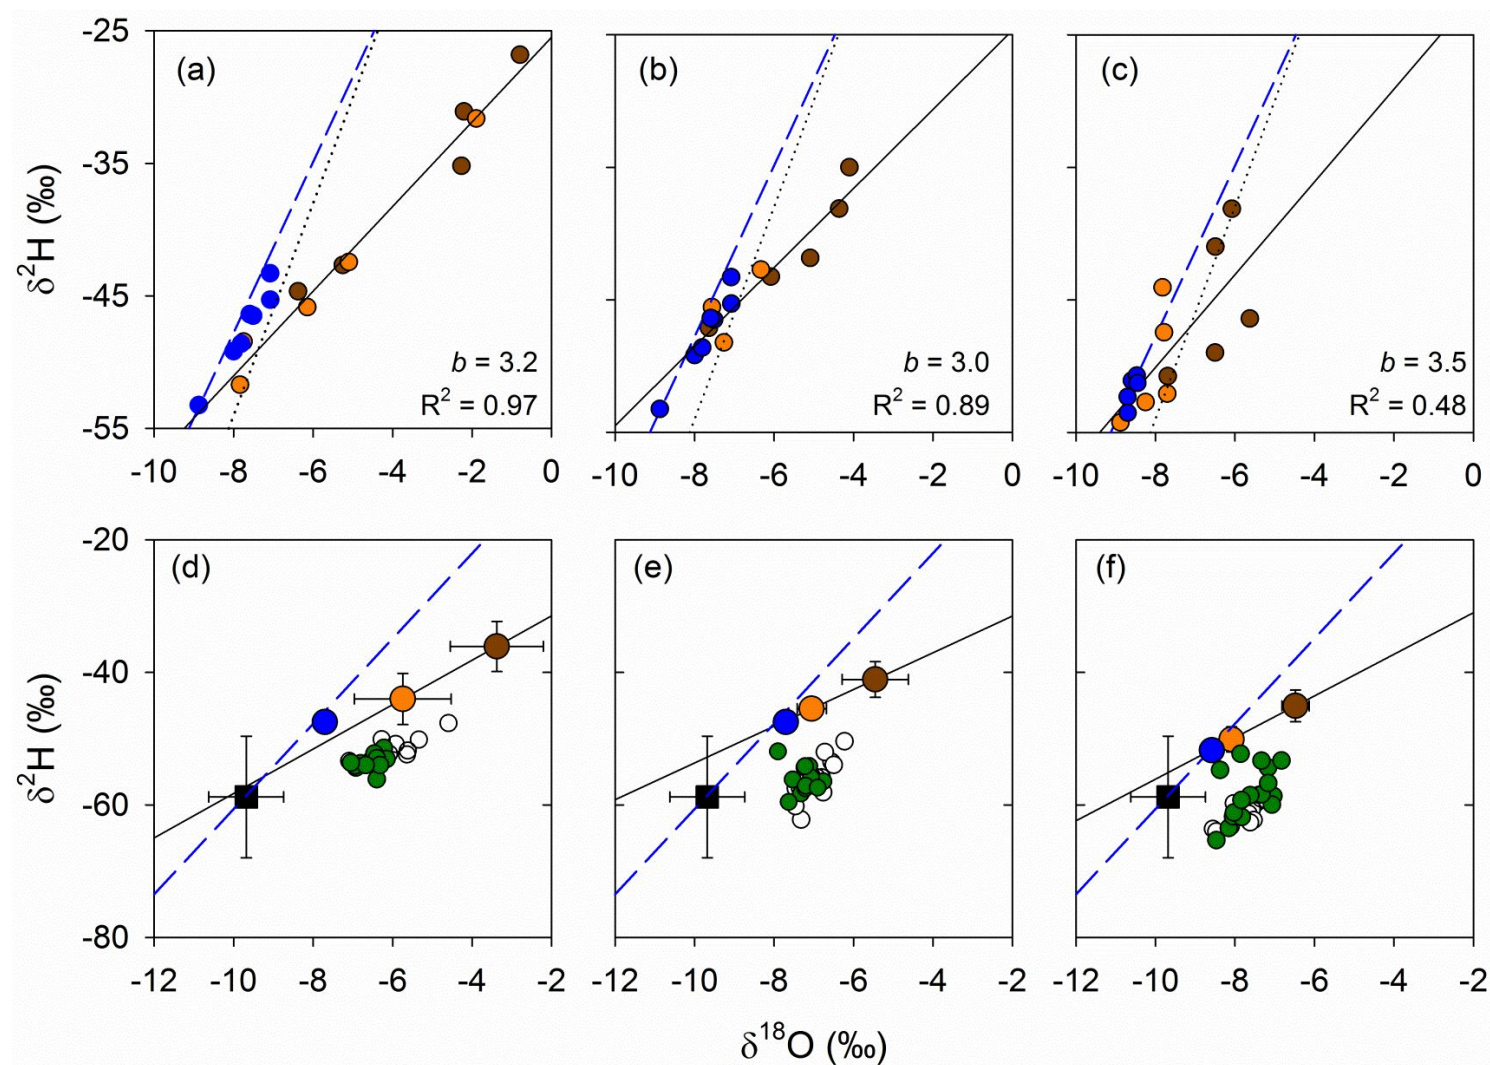 -25
-35
-45
-55
δ²H (‰)
(a)
b = 3.2
R² = 0.97
-10 -8 -6 -4 -2 0
(b)
b = 3.0
R² = 0.89
-10 -8 -6 -4 -2 0
(c)
b = 3.5
R² = 0.48
-10 -8 -6 -4 -2 0
-20
-40
-60
-80
δ²H (‰)
(d)
-12 -10 -8 -6 -4 -2
(e)
-12 -10 -8 -6 -4 -2
(f)
-12 -10 -8 -6 -4 -2
δ¹⁸O (‰)